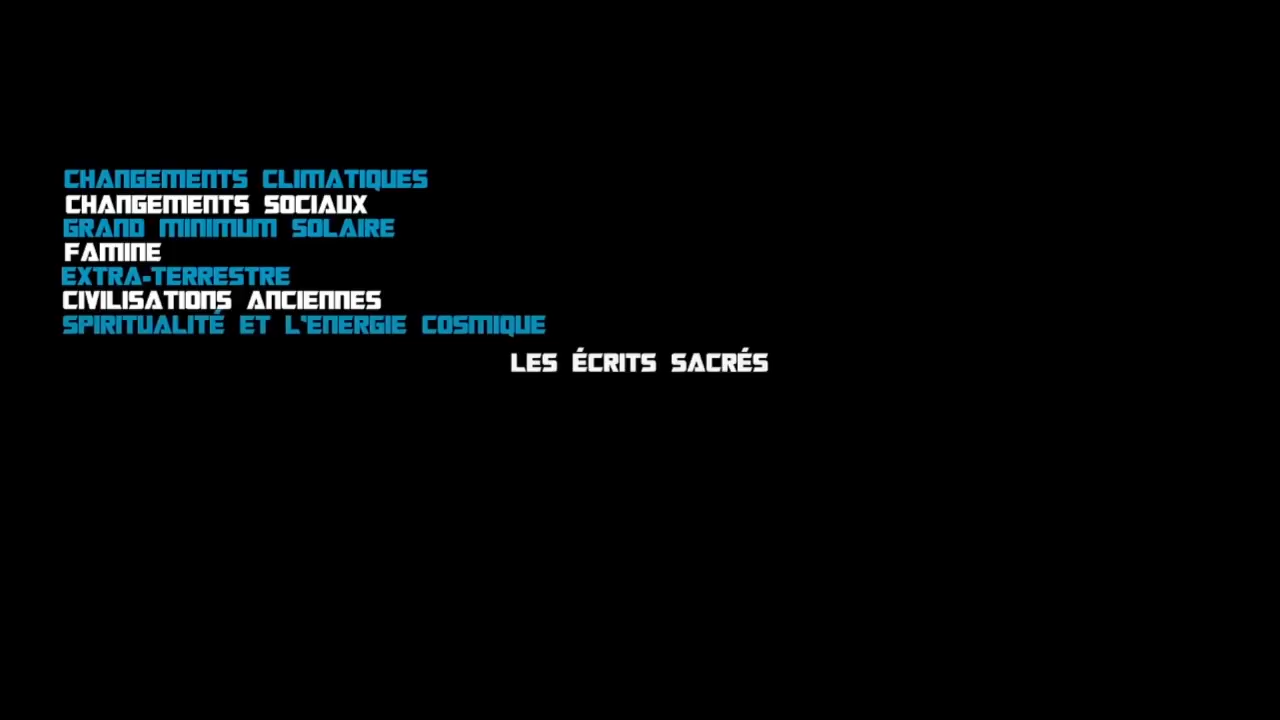 CHANGEMENTS CLIMATIQUES
CHANGEMENTS SOCIAUX
GRAND MINIMUM SOLAIRE
FAMINE
EXTRA-TERRESTRE
CIVILISATIONS ANCIENNES
SPIRITUALITÉ ET L'ENERGIE COSMIQUE
LES ÉCRITS SACRÉS